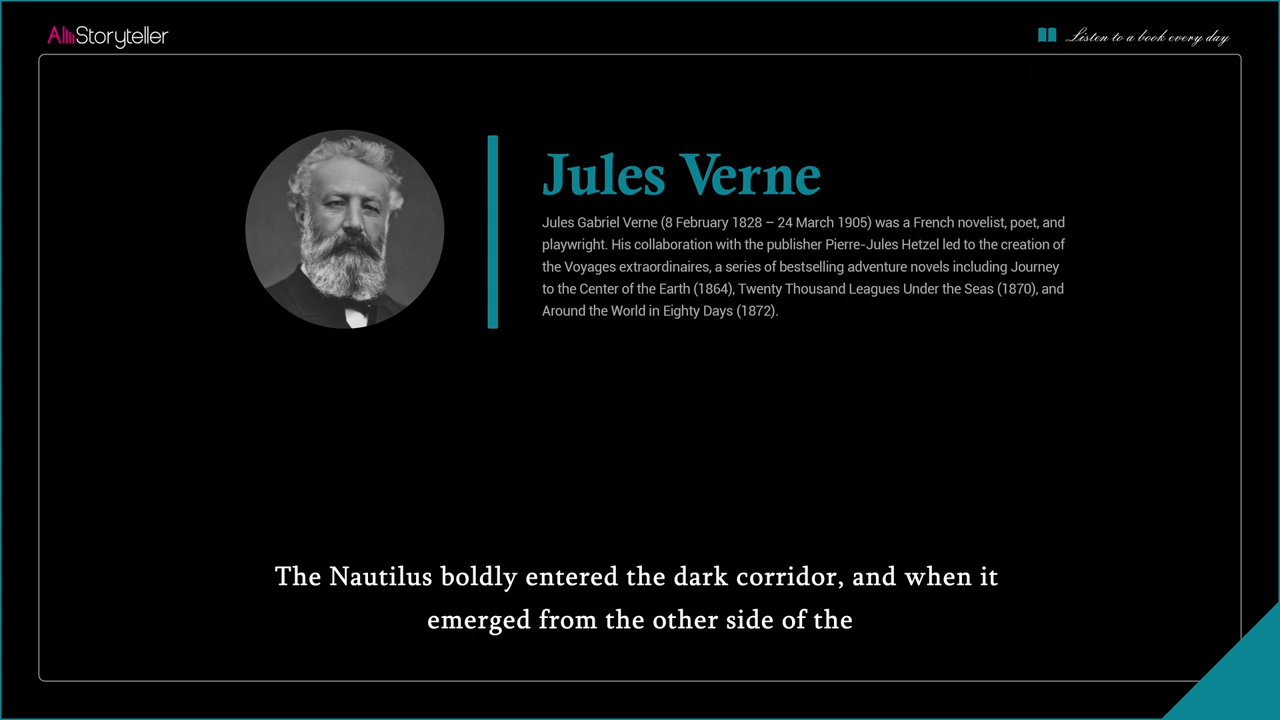 AllStoryteller
Listen to a book every day
Jules Verne
Jules Gabriel Verne (8 February 1828 – 24 March 1905) was a French novelist, poet, and
playwright. His collaboration with the publisher Pierre-Jules Hetzel led to the creation of
the Voyages extraordinaires, a series of bestselling adventure novels including Journey
to the Center of the Earth (1864), Twenty Thousand Leagues Under the Seas (1870), and
Around the World in Eighty Days (1872).
The Nautilus boldly entered the dark corridor, and when it
emerged from the other side of the